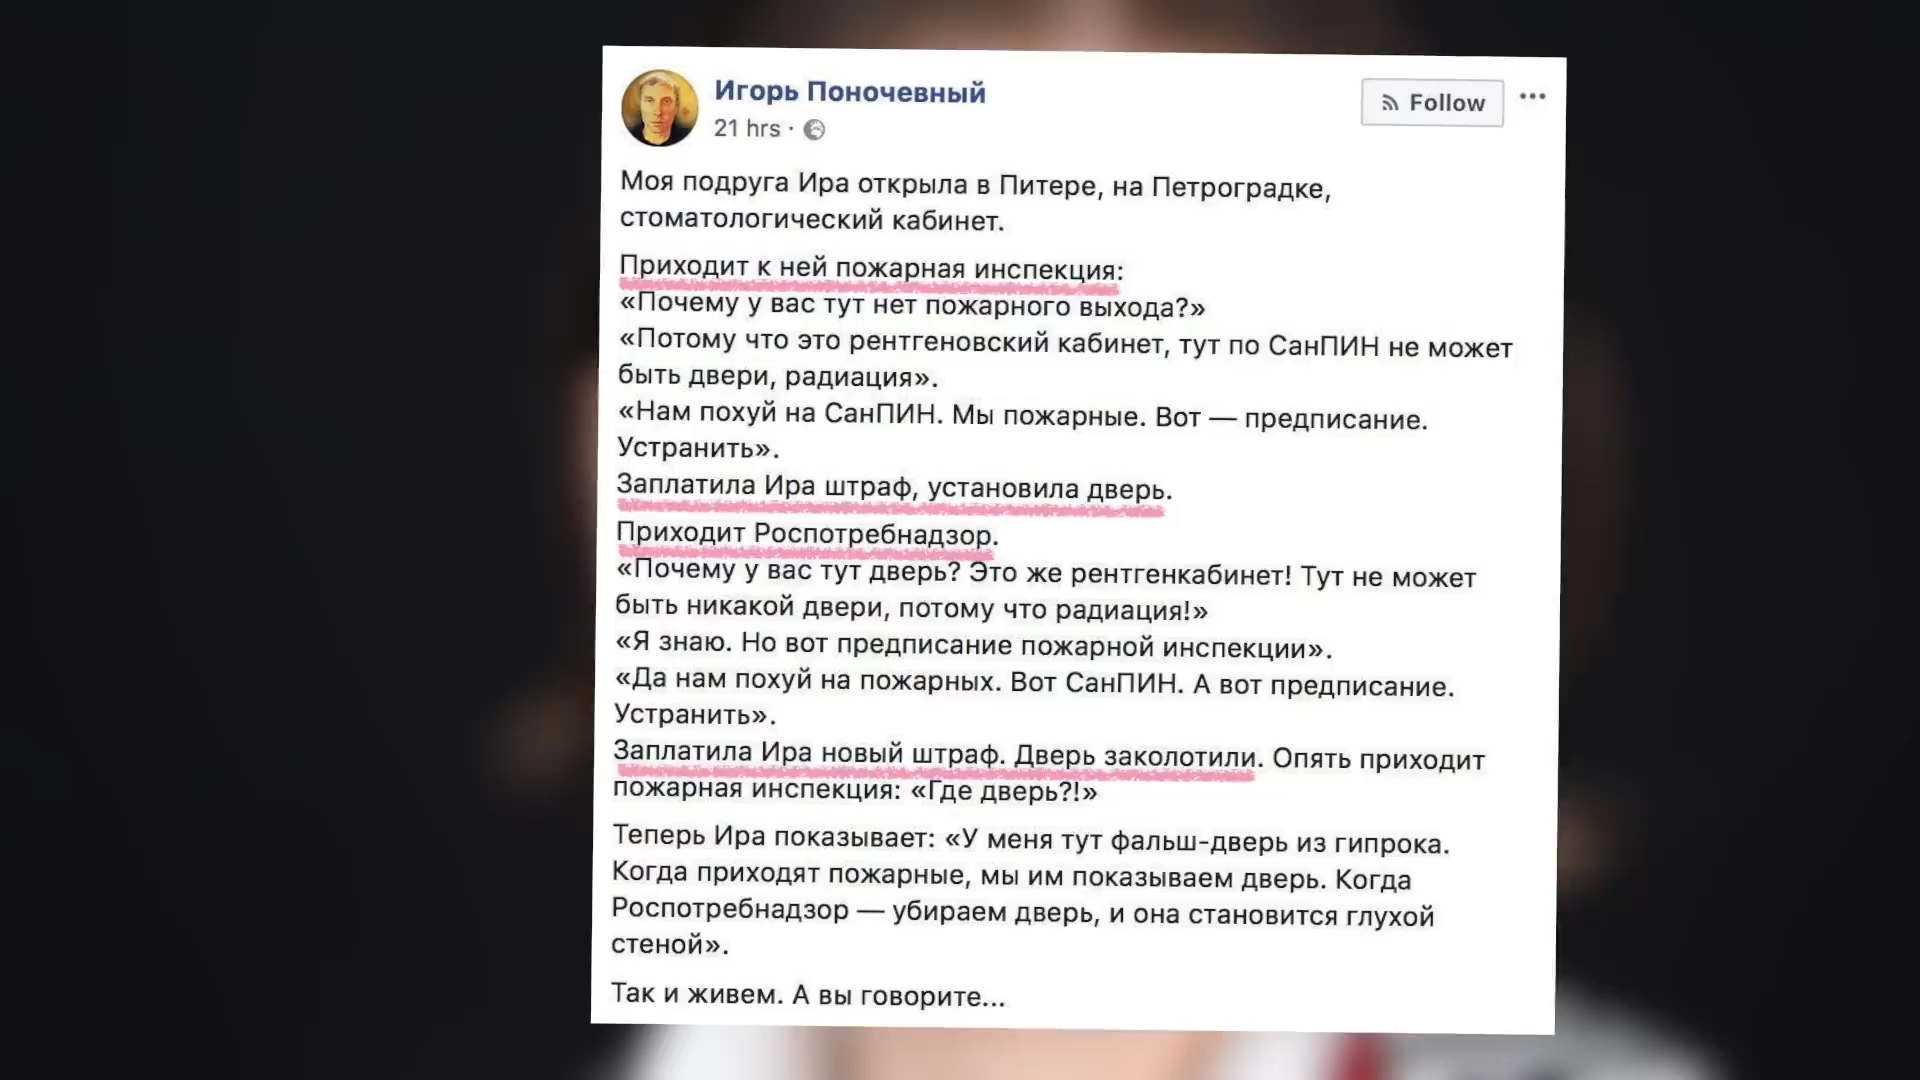 Игорь Поночевный
21 hrs ·
Follow
Моя подруга Ира открыла в Питере, на Петроградке,
стоматологический кабинет.
Приходит к ней пожарная инспекция:
«Почему у вас тут нет пожарного выхода?»
«Потому что это рентгеновский кабинет, тут по СанПИН не может
быть двери, радиация».
«Нам похуй на СанПИН. Мы пожарные. Вот — предписание.
Устранить».
Заплатила Ира штраф, установила дверь.
Приходит Роспотребнадзор.
«Почему у вас тут дверь? Это же рентгенкабинет! Тут не может
быть никакой двери, потому что радиация!»
«Я знаю. Но вот предписание пожарной инспекции».
«Да нам похуй на пожарных. Вот СанПИН. А вот предписание.
Устранить».
Заплатила Ира новый штраф. Дверь заколотили. Опять приходит
пожарная инспекция: «Где дверь?!»
Теперь Ира показывает: «У меня тут фальш-дверь из гипрока.
Когда приходят пожарные, мы им показываем дверь. Когда
Роспотребнадзор — убираем дверь, и она становится глухой
стеной».
Так и живем. А вы говорите...